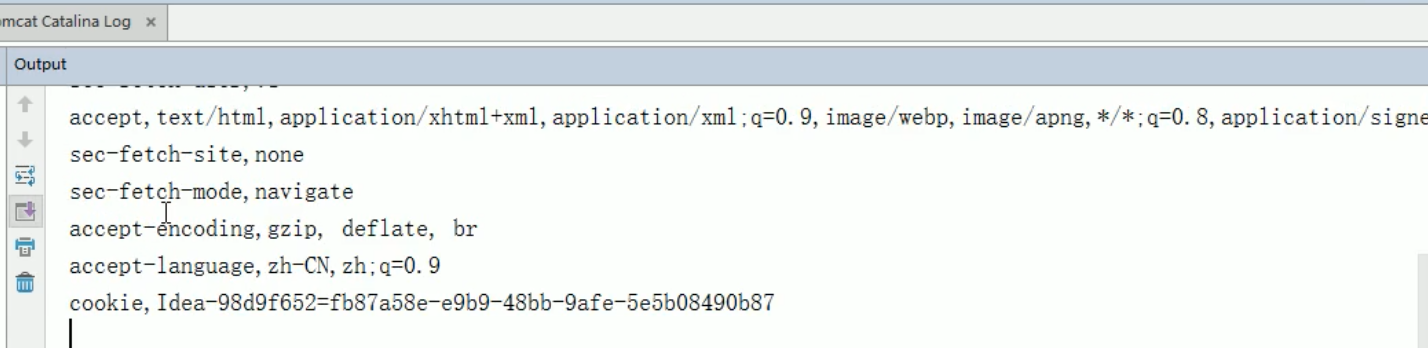 omcat Catalina Log
Output
accept,text/html,application/xhtml+xml,application/xml;q=0.9,image/webp,image/apng,*/*;q=0.8,application/signe
sec-fetch-site,none
sec-fetch-mode,navigate
accept-encoding,gzip, deflate, br
accept-language,zh-CN,zh;q=0.9
cookie,Idea-98d9f652=fb87a58e-e9b9-48bb-9afe-5e5b08490b87